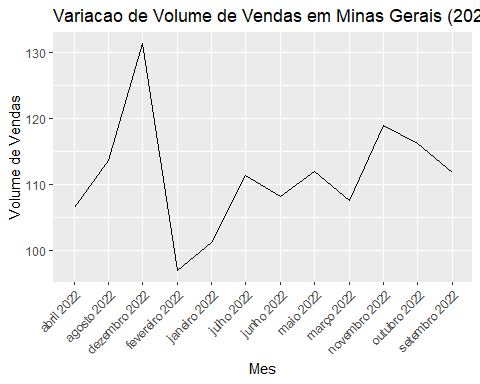 Variacao de Volume de Vendas em Minas Gerais (202
Volume de Vendas
130
120
110
100
abril 2022
agosto 2022
dezembro 2022
fevereiro 2022
janeiro 2022
julho 2022
junho 2022
maio 2022
março 2022
novembro 2022
outubro 2022
setembro 2022
Mes